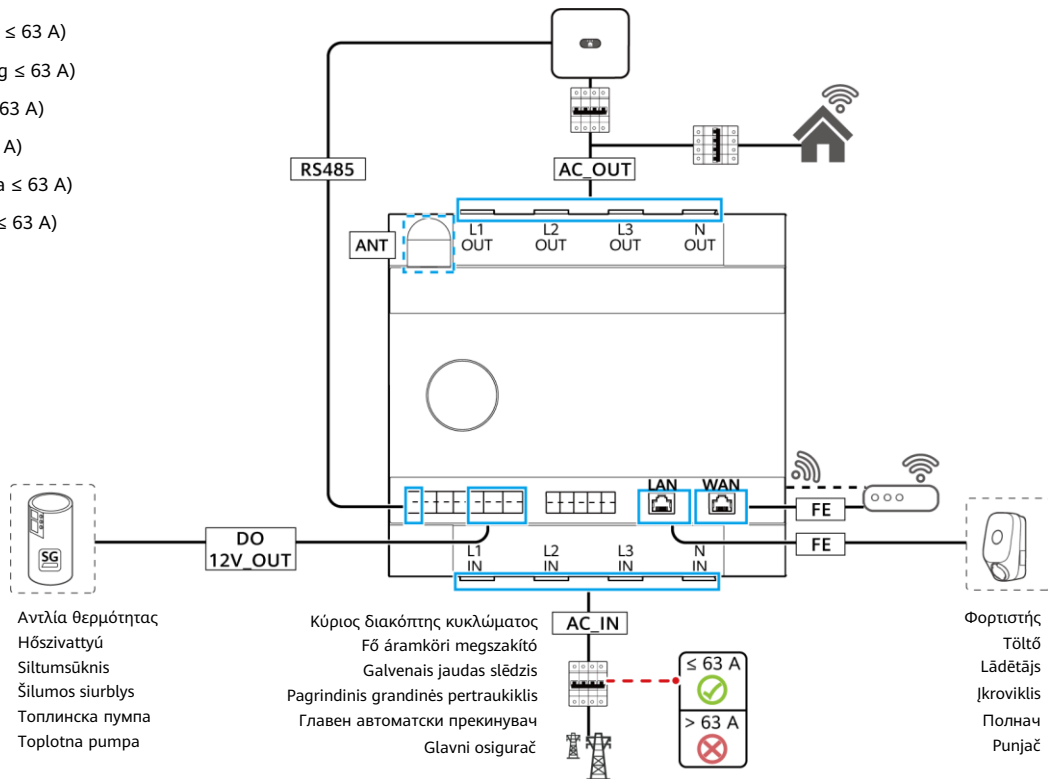 ≤ 63 A)
g ≤ 63 A)
63 A)
A)
a ≤ 63 A)
≤ 63 A)
RS485
AC_OUT
ANT
L1 OUT
L2 OUT
L3 OUT
N OUT
LAN
WAN
FE
FE
DO
12V_OUT
SG
L1 IN
L2 IN
L3 IN
N IN
AC_IN
≤ 63 A
> 63 A
Αντλία θερμότητας
Hőszivattyú
Siltumsūknis
Šilumos siurblys
Топлинска пумпа
Toplotna pumpa
Κύριος διακόπτης κυκλώματος
Fő áramköri megszakító
Galvenais jaudas slēdzis
Pagrindinis grandinės pertraukiklis
Главен автоматски прекинувач
Glavni osigurač
Φορτιστής
Töltő
Lādētājs
Įkroviklis
Полнач
Punjač